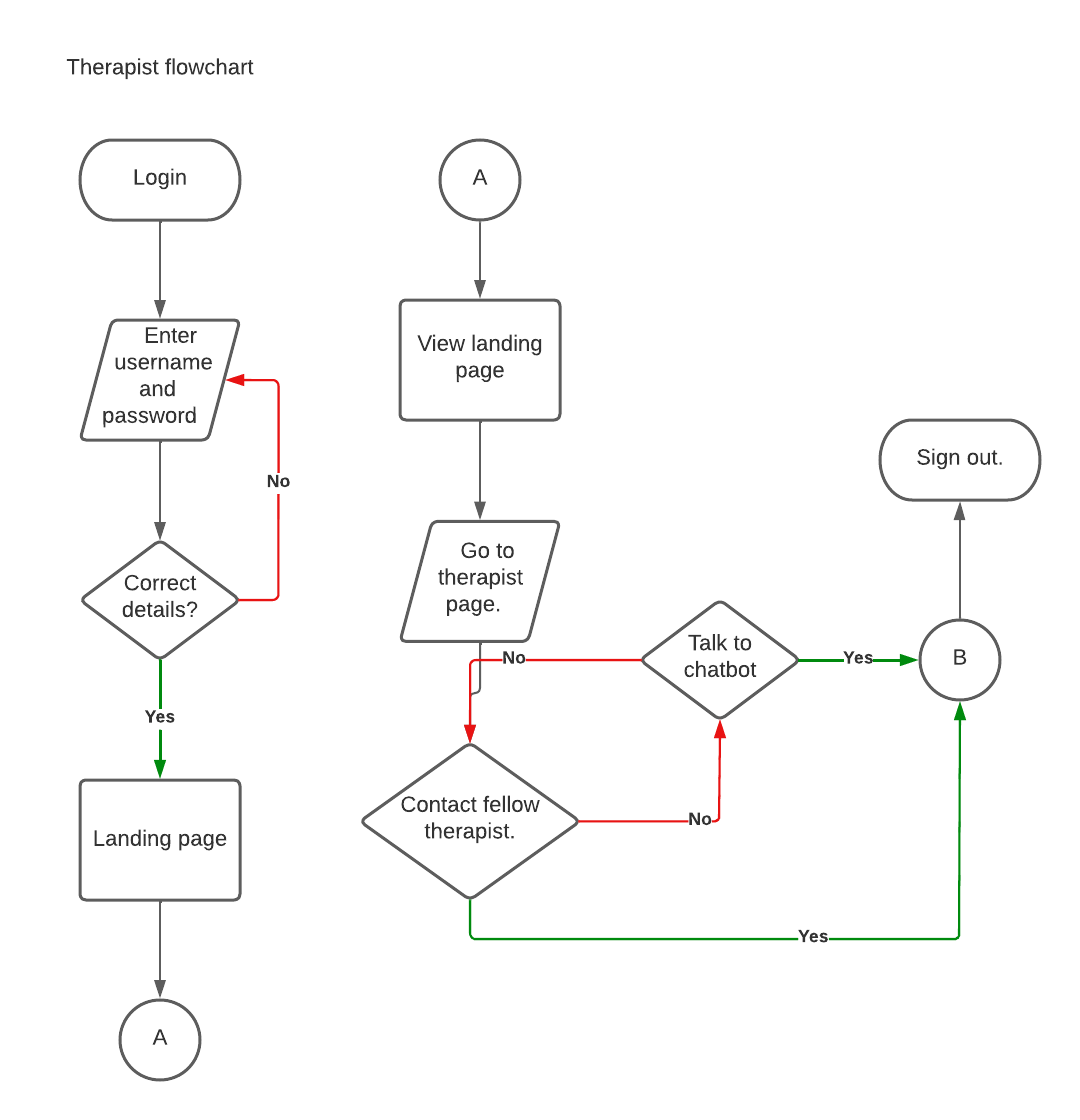 Therapist flowchart
Login
Enter
username
and
password
No
Correct
details?
Yes
Landing page
A
A
View landing
page
Go to
therapist
page.
No
Talk to
chatbot
Yes
Contact fellow
therapist.
No
Yes
B
Sign out.